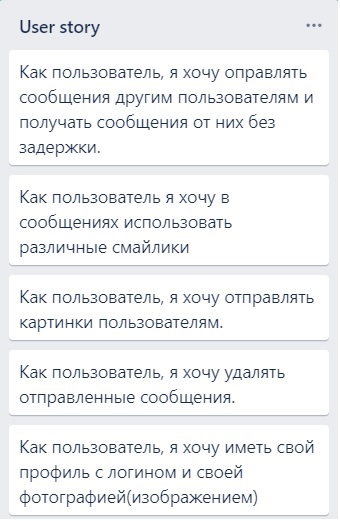 User story
Как пользователь, я хочу оправлять
сообщения другим пользователям и
получать сообщения от них без
задержки.
Как пользователь я хочу в
сообщениях использовать
различные смайлики
Как пользователь, я хочу отправлять
картинки пользователям.
Как пользователь, я хочу удалять
отправленные сообщения.
Как пользователь, я хочу иметь свой
профиль с логином и своей
фотографией(изображением)